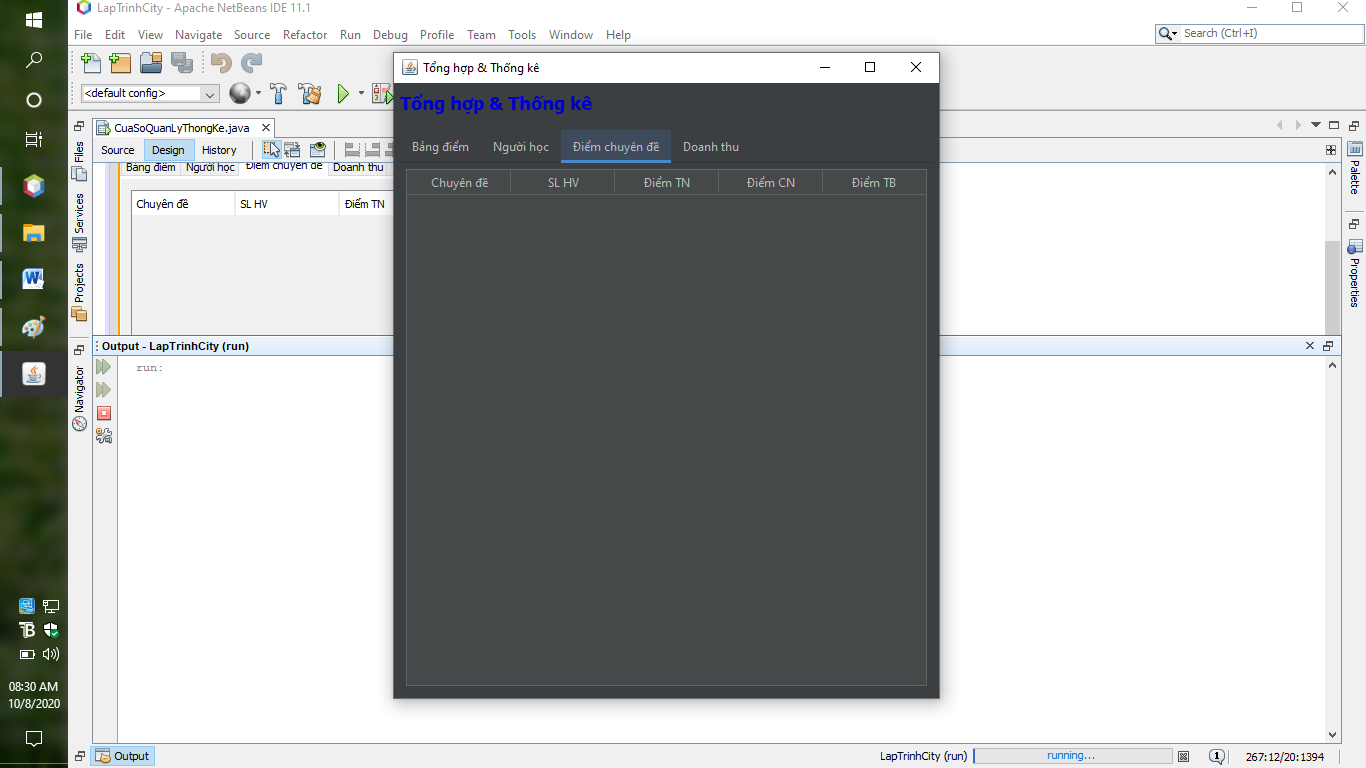 LapTrinhCity - Apache NetBeans IDE 11.1
File Edit View Navigate Source Refactor Run Debug Profile Team Tools Window Help
Search (Ctrl+I)
<default config>
CuaSoQuanLyThongKe.java
Source Design History
Bảng điểm Người học Điểm chuyên đề Doanh thu
Chuyên đề SL HV Điểm TN
Tổng hợp & Thống kê
Tổng hợp & Thống kê
Bảng điểm Người học Điểm chuyên đề Doanh thu
Chuyên đề SL HV Điểm TN Điểm CN Điểm TB
Files
Services
Projects
Navigator
Palette
Properties
Output - LapTrinhCity (run)
run:
08:30 AM
10/8/2020
Output
LapTrinhCity (run)
running...
1
267:12/20:1394